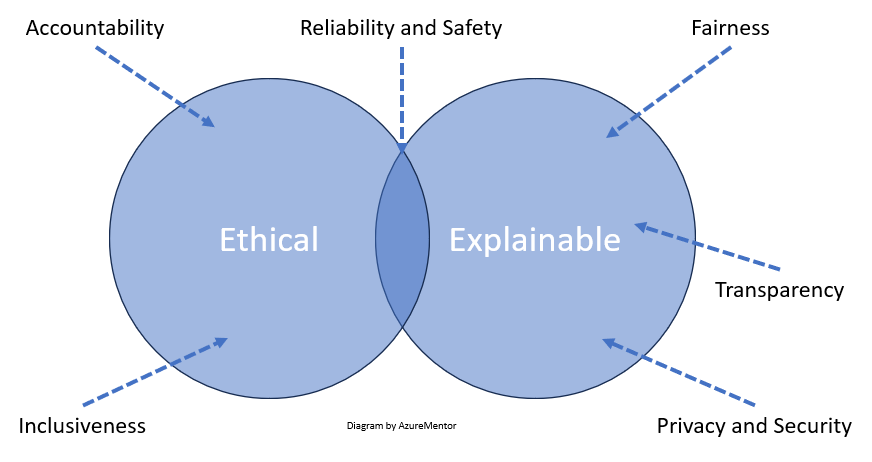 Accountability
Reliability and Safety
Fairness
Ethical
Explainable
Transparency
Inclusiveness
Diagram by AzureMentor
Privacy and Security